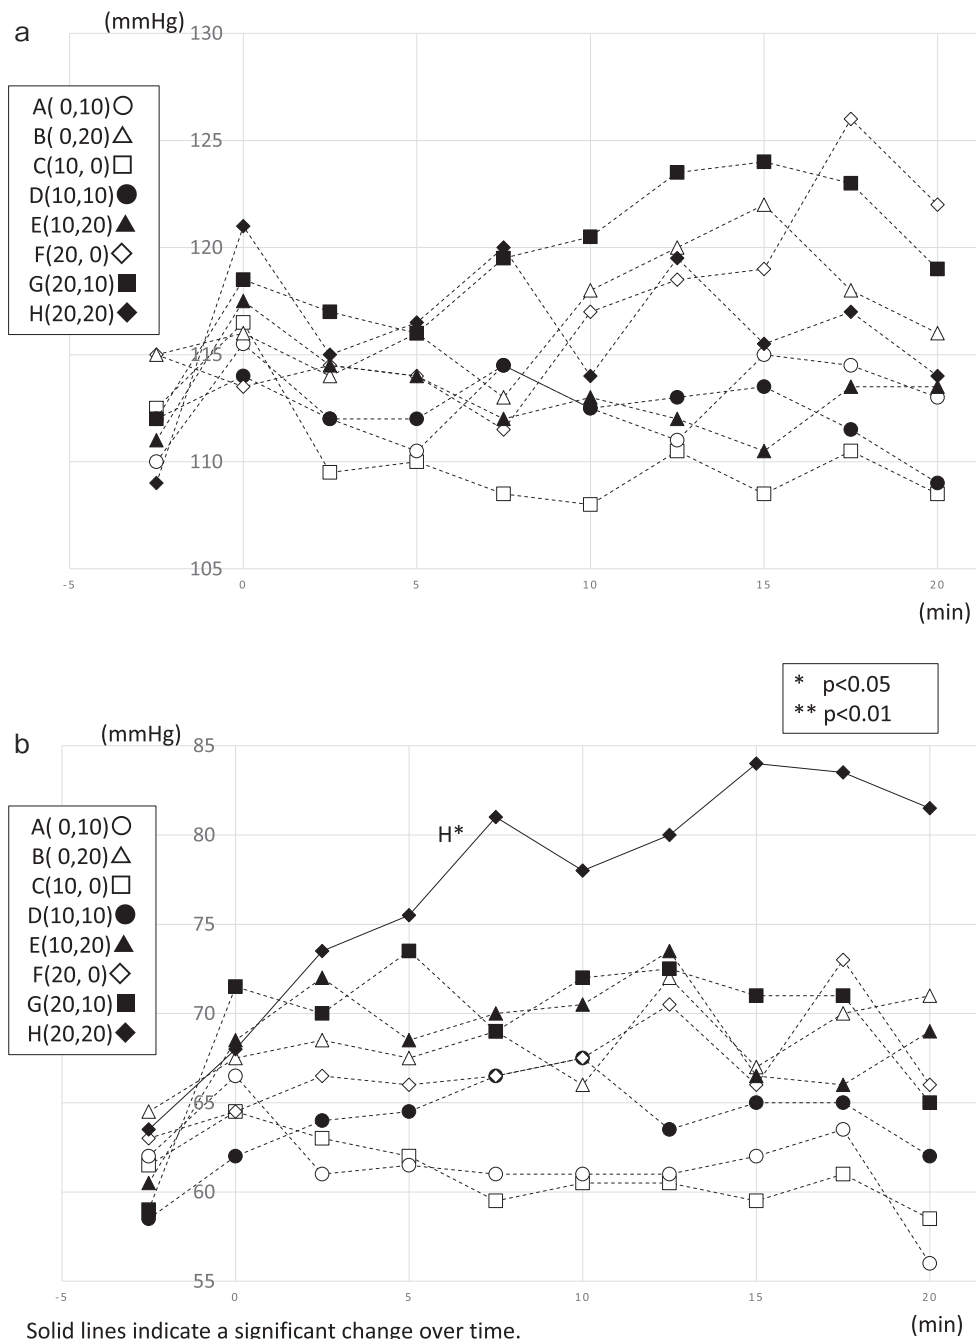 a
(mmHg)
130
125
120
115
110
105
A( 0,10)
B( 0,20)
C(10, 0)
D(10,10)
E(10,20)
F(20, 0)
G(20,10)
H(20,20)
-5 0 5 10 15 20
(min)
* p<0.05
** p<0.01
b
(mmHg)
85
80
75
70
65
60
55
A( 0,10)
B( 0,20)
C(10, 0)
D(10,10)
E(10,20)
F(20, 0)
G(20,10)
H(20,20)
H*
-5 0 5 10 15 20
(min)
Solid lines indicate a significant change over time.